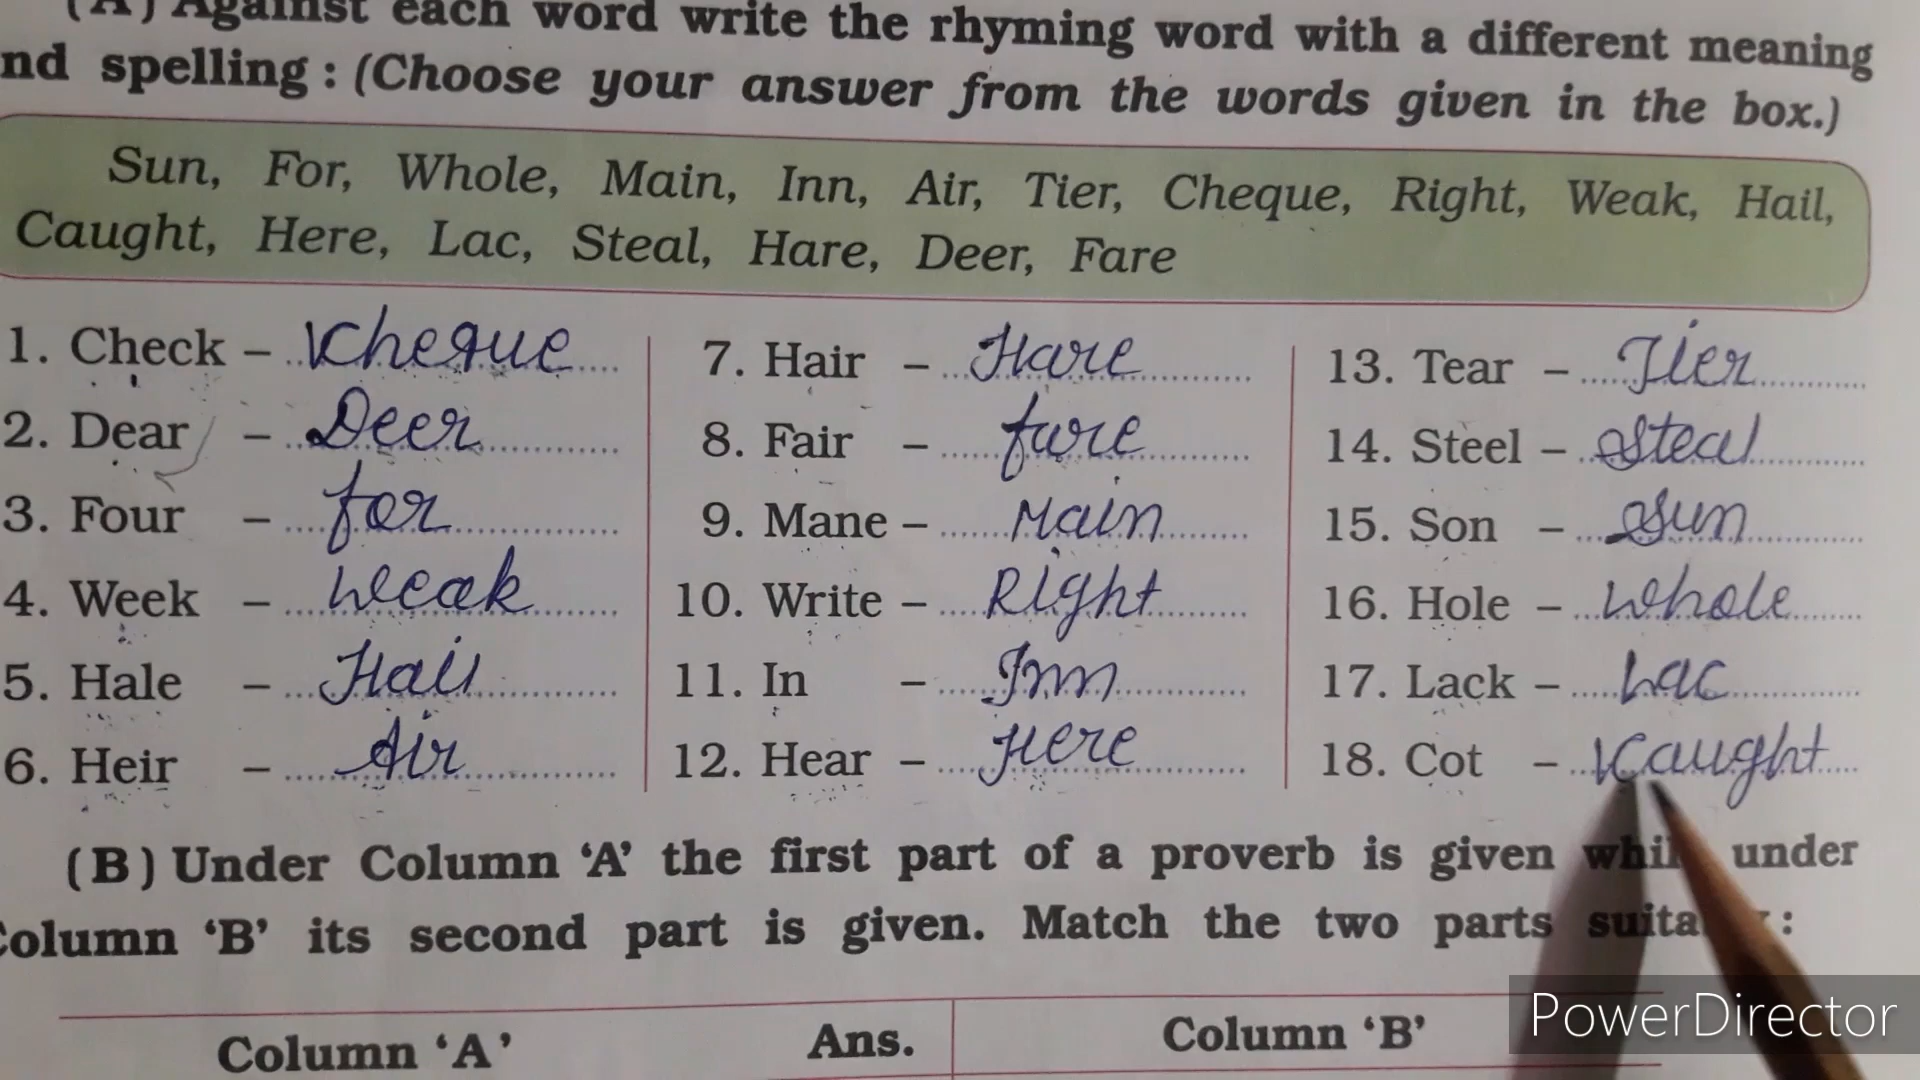 (A) Against each word write the rhyming word with a different meaning
nd spelling : (Choose your answer from the words given in the box.)
Sun, For, Whole, Main, Inn, Air, Tier, Cheque, Right, Weak, Hail,
Caught, Here, Lac, Steal, Hare, Deer, Fare
1. Check – Cheque
2. Dear – Deer
3. Four – for
4. Week – Weak
5. Hale – Hail
6. Heir – Air
7. Hair – Hare
8. Fair – fare
9. Mane – Main
10. Write – Right
11. In – Inn
12. Hear – Here
13. Tear – Tier
14. Steel – Steal
15. Son – Sun
16. Hole – Whole
17. Lack – Lac
18. Cot – Caught
(B) Under Column ‘A’ the first part of a proverb is given under
Column ‘B’ its second part is given. Match the two parts :
Column ‘A’ Ans. Column ‘B’
PowerDirector